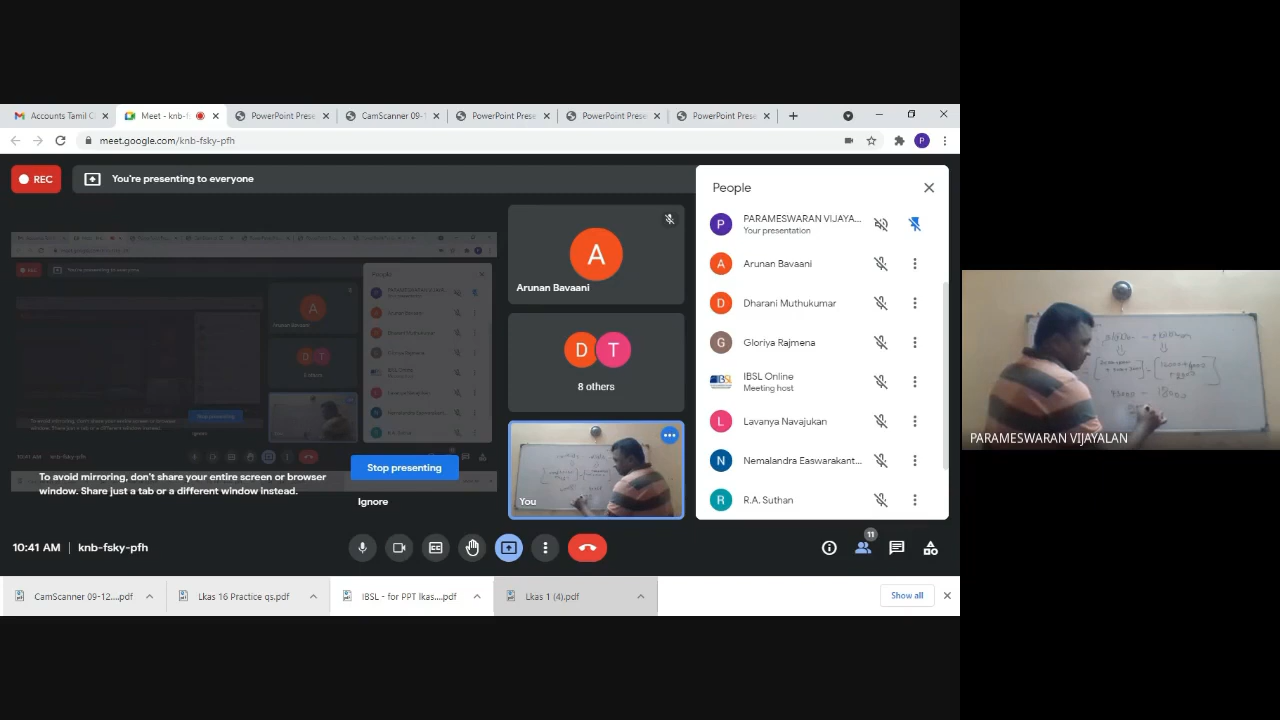 Accounts Tamil C
Meet - knb-f
PowerPoint Prese
CamScanner 09-1
PowerPoint Prese
PowerPoint Prese
PowerPoint Prese
meet.google.com/knb-fsky-pfh
P
REC
You're presenting to everyone
A
Arunan Bavaani
D T
8 others
You
To avoid mirroring, don't share your entire screen or browser
window. Share just a tab or a different window instead.
Stop presenting
Ignore
People
P
PARAMESWARAN VIJAYA...
Your presentation
A
Arunan Bavaani
D
Dharani Muthukumar
G
Gloriya Rajmena
IBSL
IBSL Online
Meeting host
L
Lavanya Navajukan
N
Nemalandra Easwarakant...
R
R.A. Suthan
10:41 AM | knb-fsky-pfh
11
CamScanner 09-12....pdf
Lkas 16 Practice qs.pdf
IBSL - for PPT lkas....pdf
Lkas 1 (4).pdf
Show all
PARAMESWARAN VIJAYALAN